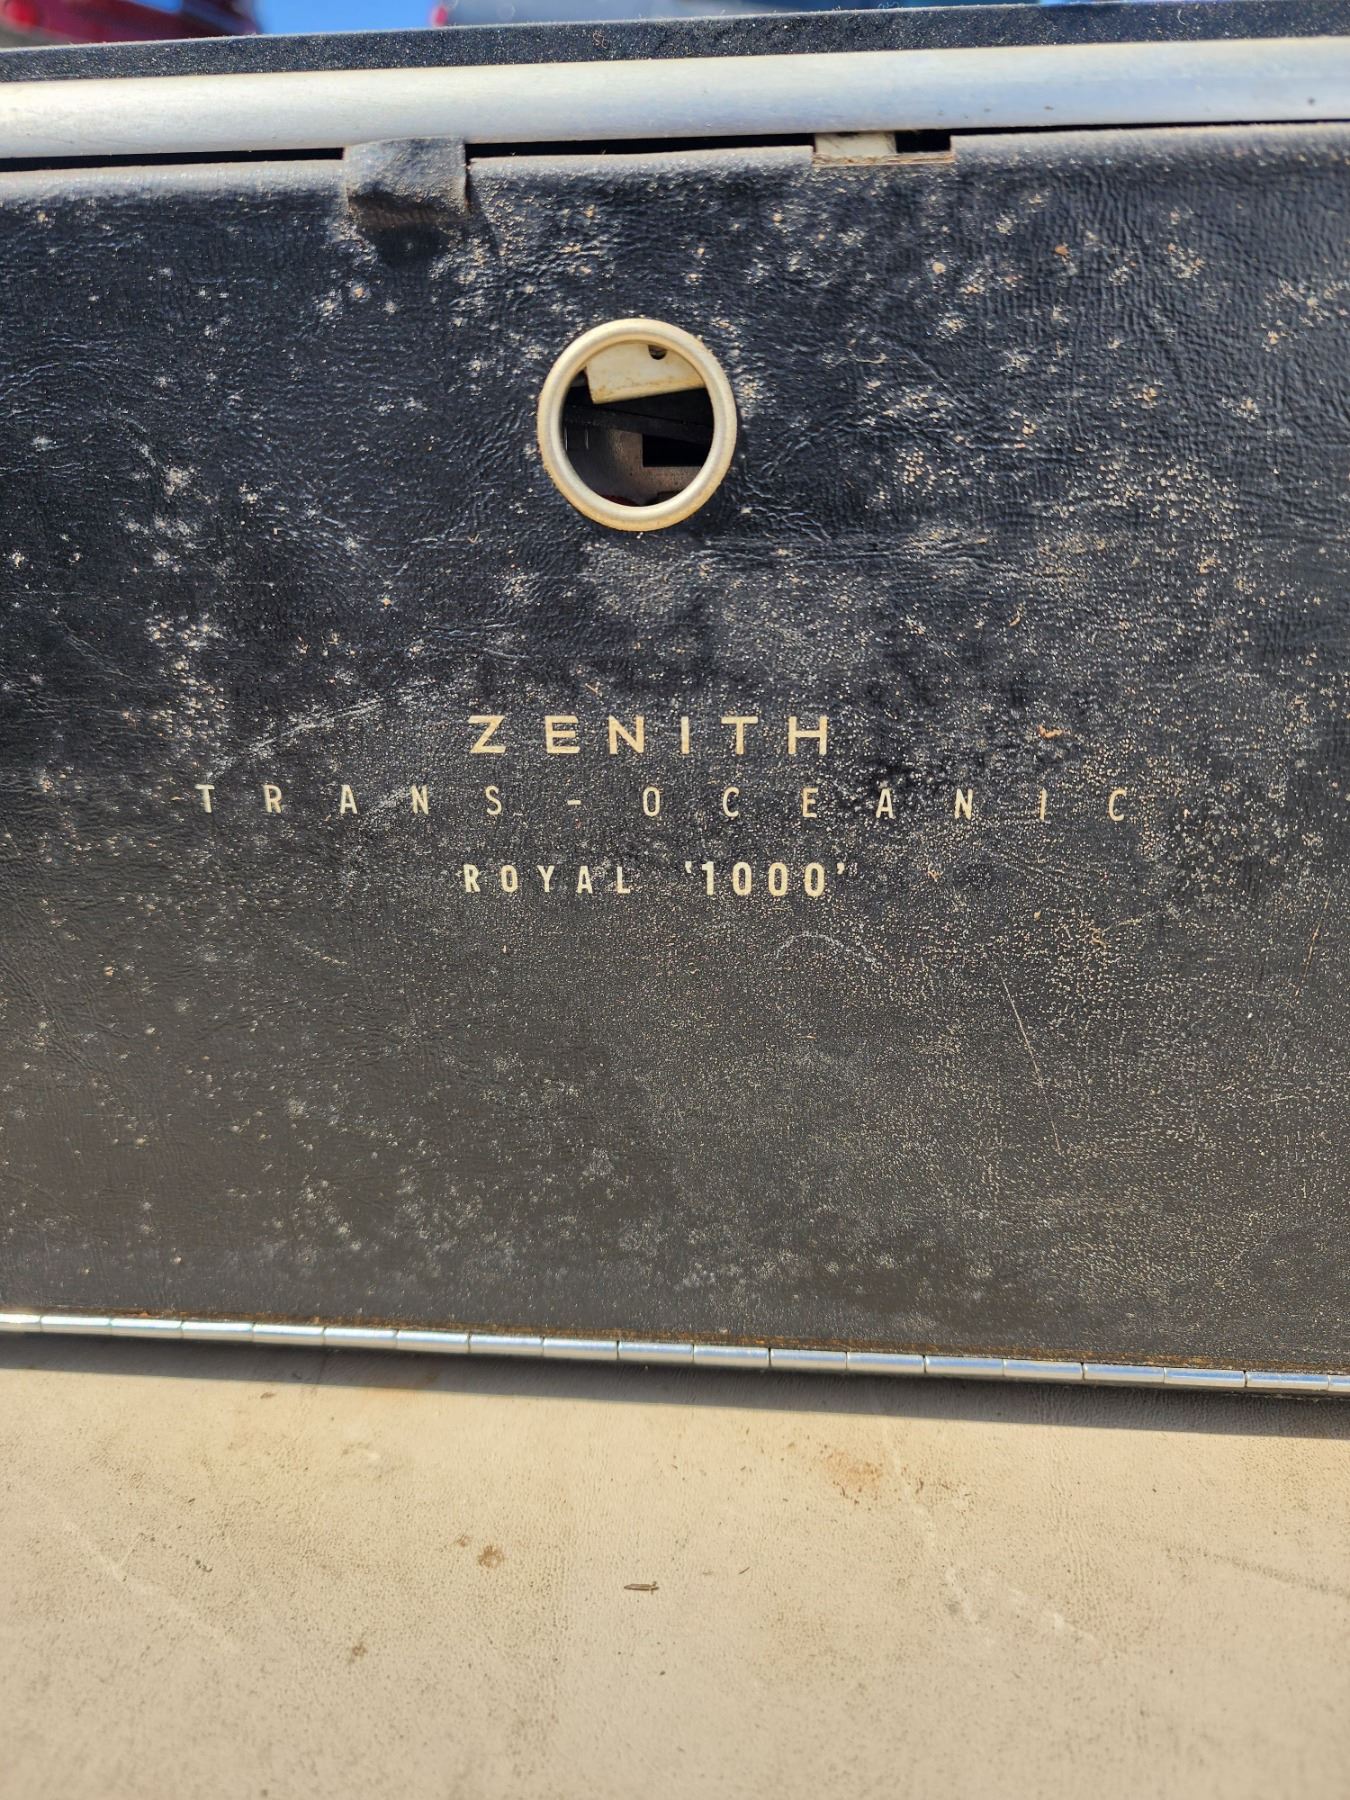 ZENITH
TRANS-OCEANIC
ROYAL '1000'